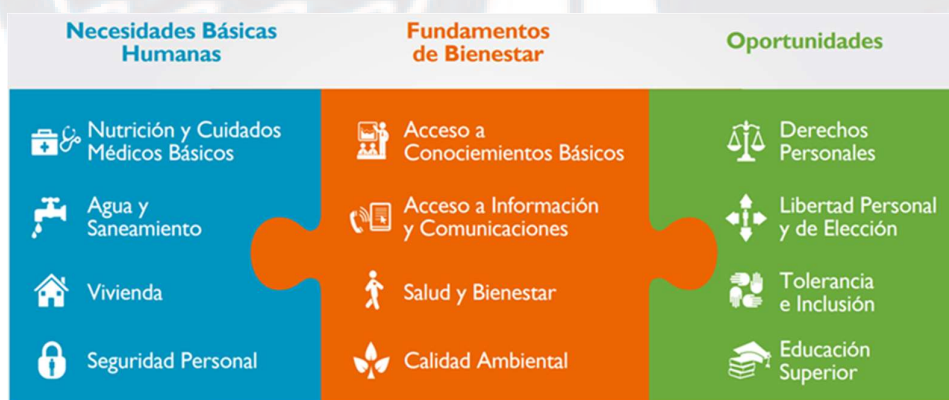 Necesidades Básicas
Humanas
Nutrición y Cuidados
Médicos Básicos
Agua y
Saneamiento
Vivienda
Seguridad Personal
Fundamentos
de Bienestar
Acceso a
Conociemientos Básicos
Acceso a Información
y Comunicaciones
Salud y Bienestar
Calidad Ambiental
Oportunidades
Derechos
Personales
Libertad Personal
y de Elección
Tolerancia
e Inclusión
Educación
Superior